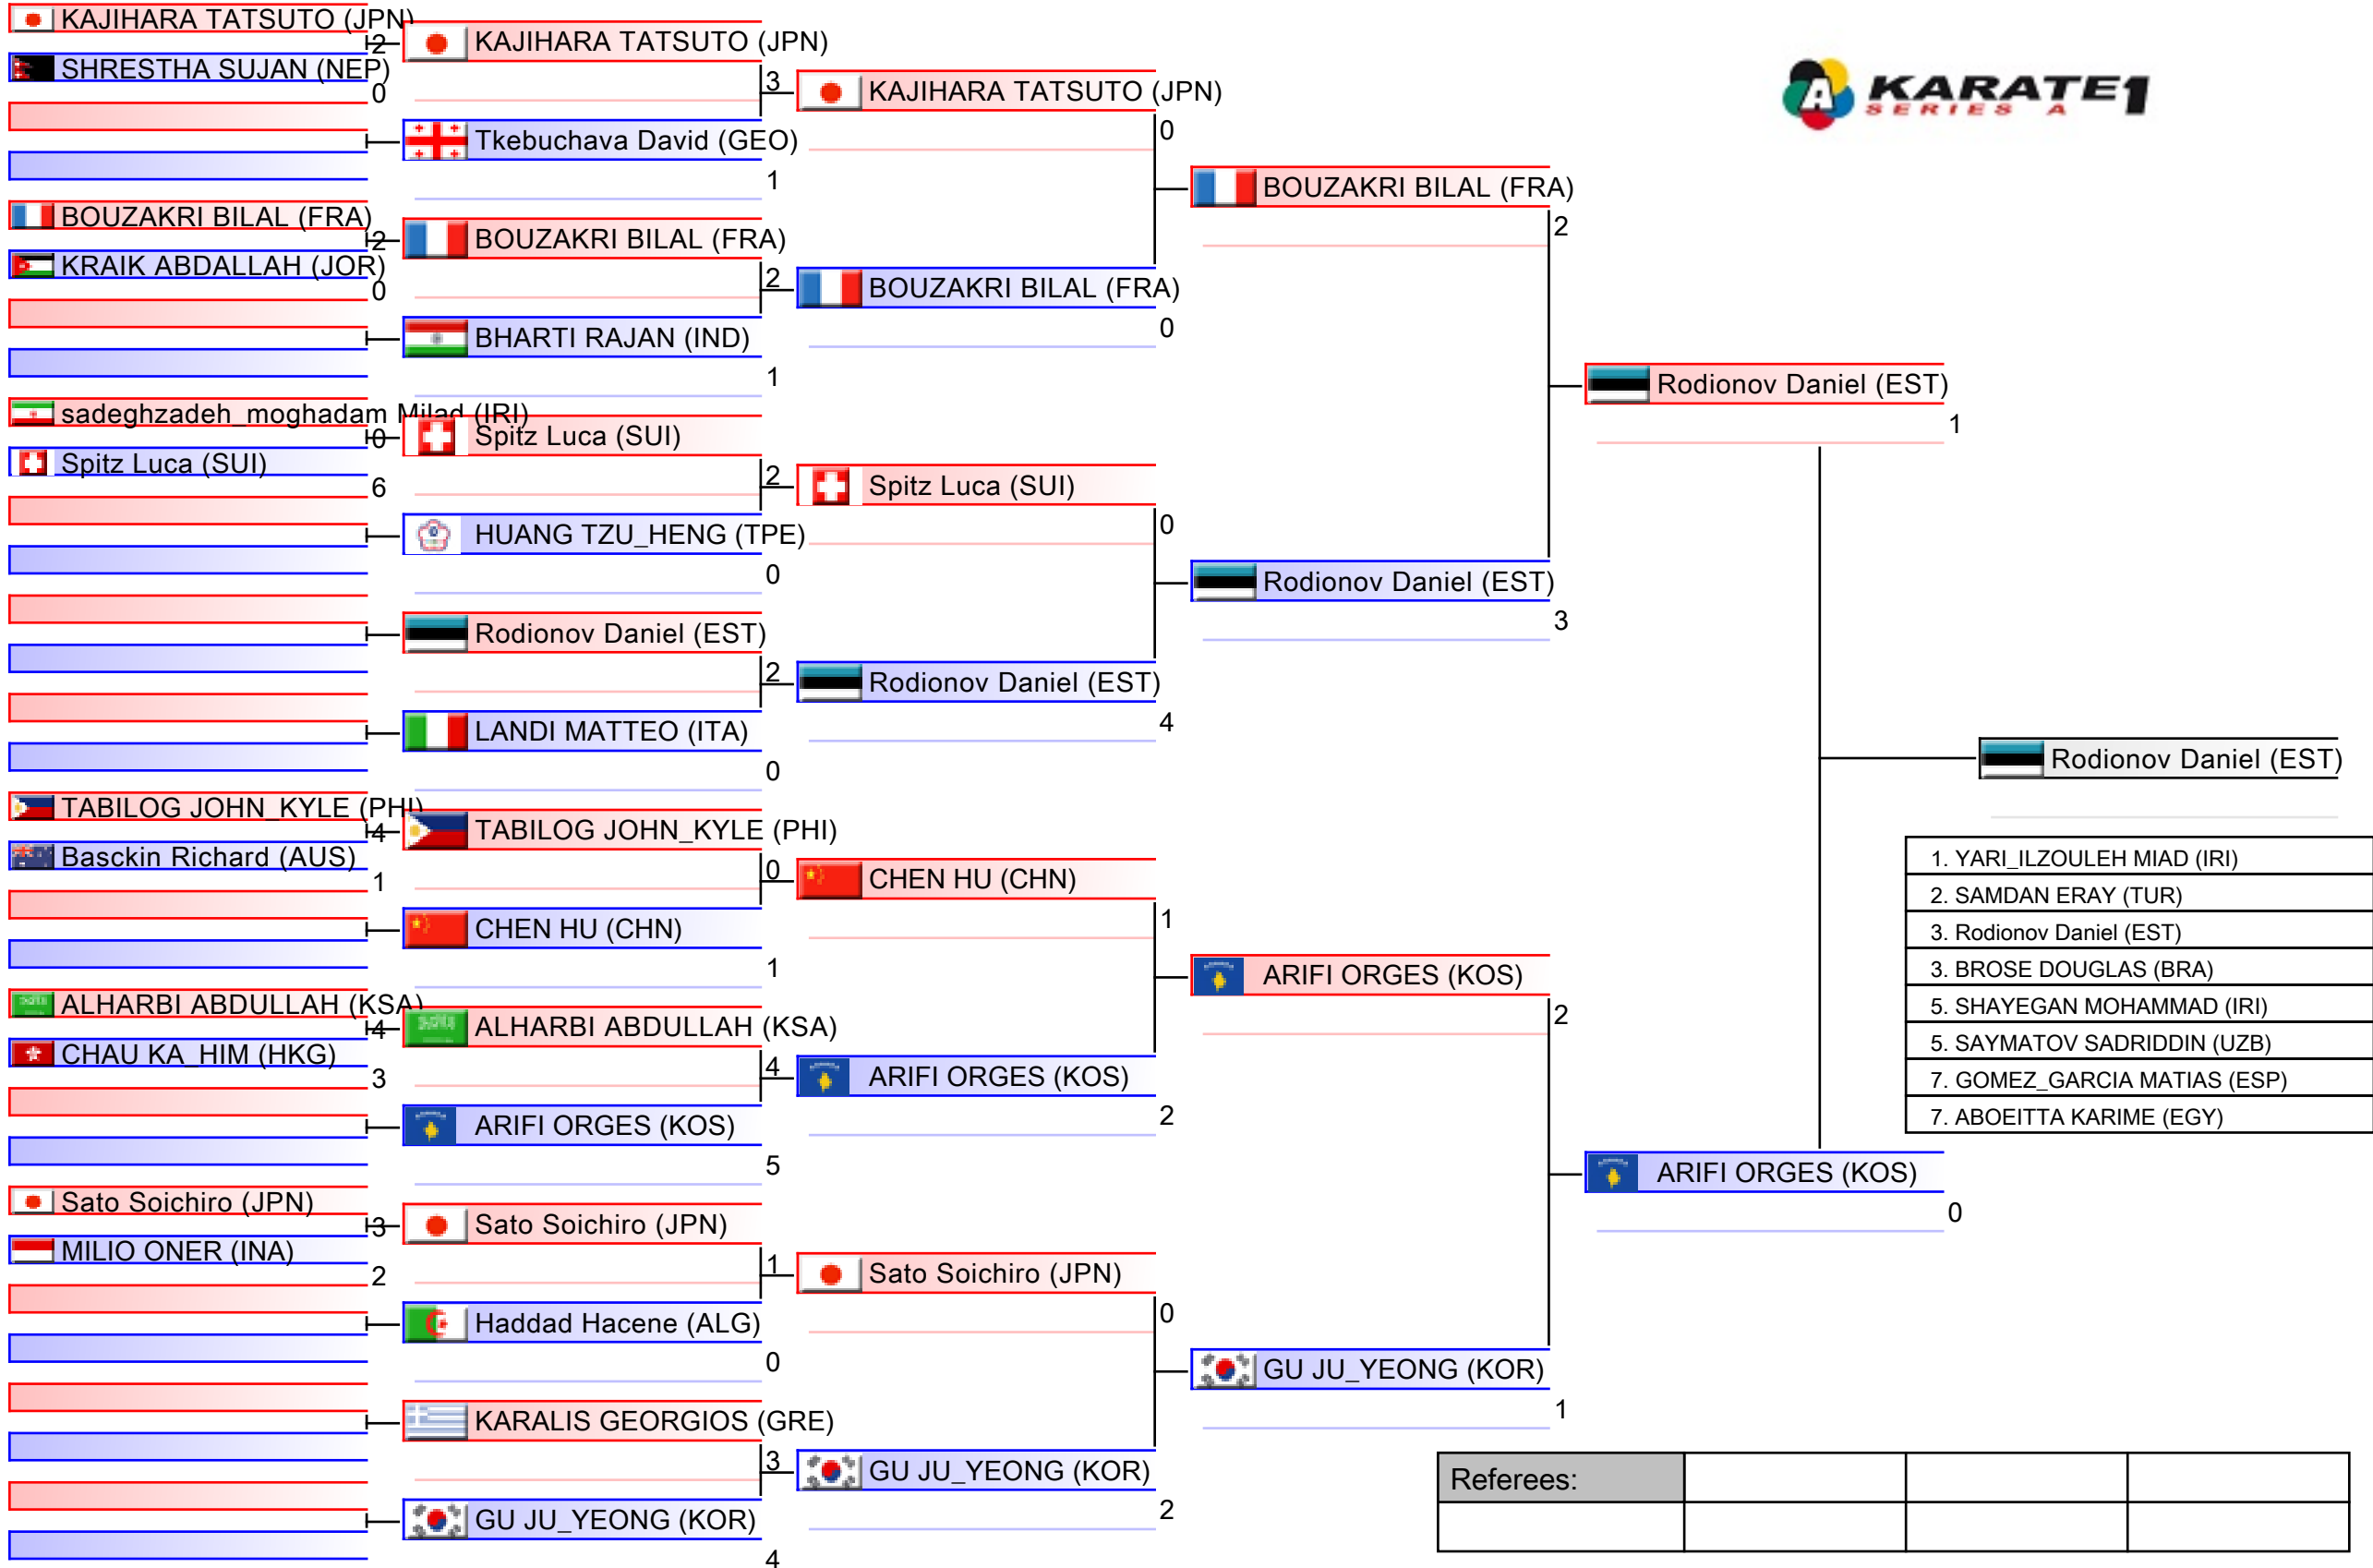 KAJIHARA TATSUTO (JPN)
2
SHRESTHA SUJAN (NEP)
0
BOUZAKRI BILAL (FRA)
2
KRAIK ABDALLAH (JOR)
0
sadeghzadeh_moghadam Milad (IRI)
0
Spitz Luca (SUI)
6
TABILOG JOHN_KYLE (PHI)
4
Basckin Richard (AUS)
1
ALHARBI ABDULLAH (KSA)
4
CHAU KA_HIM (HKG)
3
Sato Soichiro (JPN)
3
MILIO ONER (INA)
2
KAJIHARA TATSUTO (JPN)
3
Tkebuchava David (GEO)
1
BOUZAKRI BILAL (FRA)
2
BHARTI RAJAN (IND)
1
Spitz Luca (SUI)
2
HUANG TZU_HENG (TPE)
0
Rodionov Daniel (EST)
2
LANDI MATTEO (ITA)
0
TABILOG JOHN_KYLE (PHI)
0
CHEN HU (CHN)
1
ALHARBI ABDULLAH (KSA)
4
ARIFI ORGES (KOS)
5
Sato Soichiro (JPN)
1
Haddad Hacene (ALG)
0
KARALIS GEORGIOS (GRE)
3
GU JU_YEONG (KOR)
4
KAJIHARA TATSUTO (JPN)
0
BOUZAKRI BILAL (FRA)
0
Spitz Luca (SUI)
0
Rodionov Daniel (EST)
4
CHEN HU (CHN)
1
ARIFI ORGES (KOS)
2
Sato Soichiro (JPN)
0
GU JU_YEONG (KOR)
2
BOUZAKRI BILAL (FRA)
2
Rodionov Daniel (EST)
3
ARIFI ORGES (KOS)
2
GU JU_YEONG (KOR)
1
Rodionov Daniel (EST)
1
ARIFI ORGES (KOS)
0
Rodionov Daniel (EST)
KARATE1
SERIES A
1. YARI_ILZOULEH MIAD (IRI)
2. SAMDAN ERAY (TUR)
3. Rodionov Daniel (EST)
3. BROSE DOUGLAS (BRA)
5. SHAYEGAN MOHAMMAD (IRI)
5. SAYMATOV SADRIDDIN (UZB)
7. GOMEZ_GARCIA MATIAS (ESP)
7. ABOEITTA KARIME (EGY)
Referees: